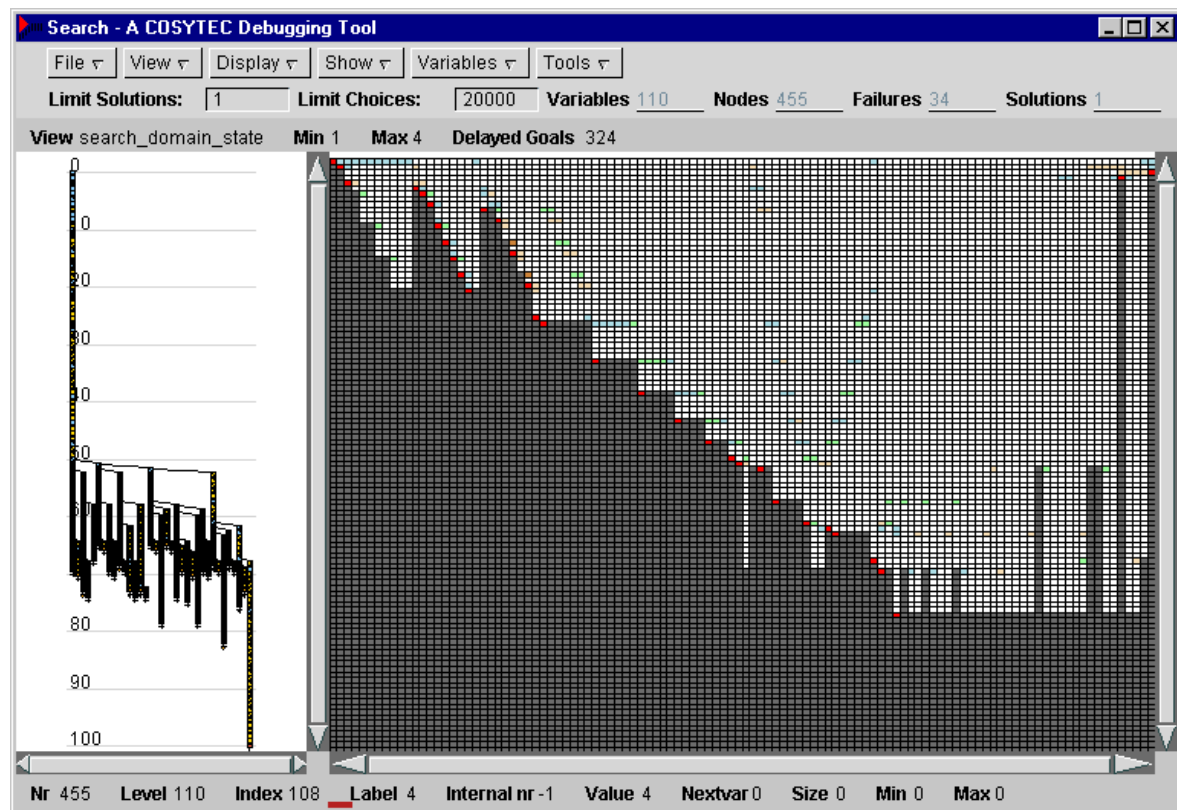 Search - A COSYTEC Debugging Tool
File View Display Show Variables Tools
Limit Solutions: 1 Limit Choices: 20000 Variables 110 Nodes 455 Failures 34 Solutions 1
View search_domain_state Min 1 Max 4 Delayed Goals 324
0
10
20
30
40
50
60
80
90
100
Nr 455 Level 110 Index 108 Label 4 Internal nr -1 Value 4 Nextvar 0 Size 0 Min 0 Max 0